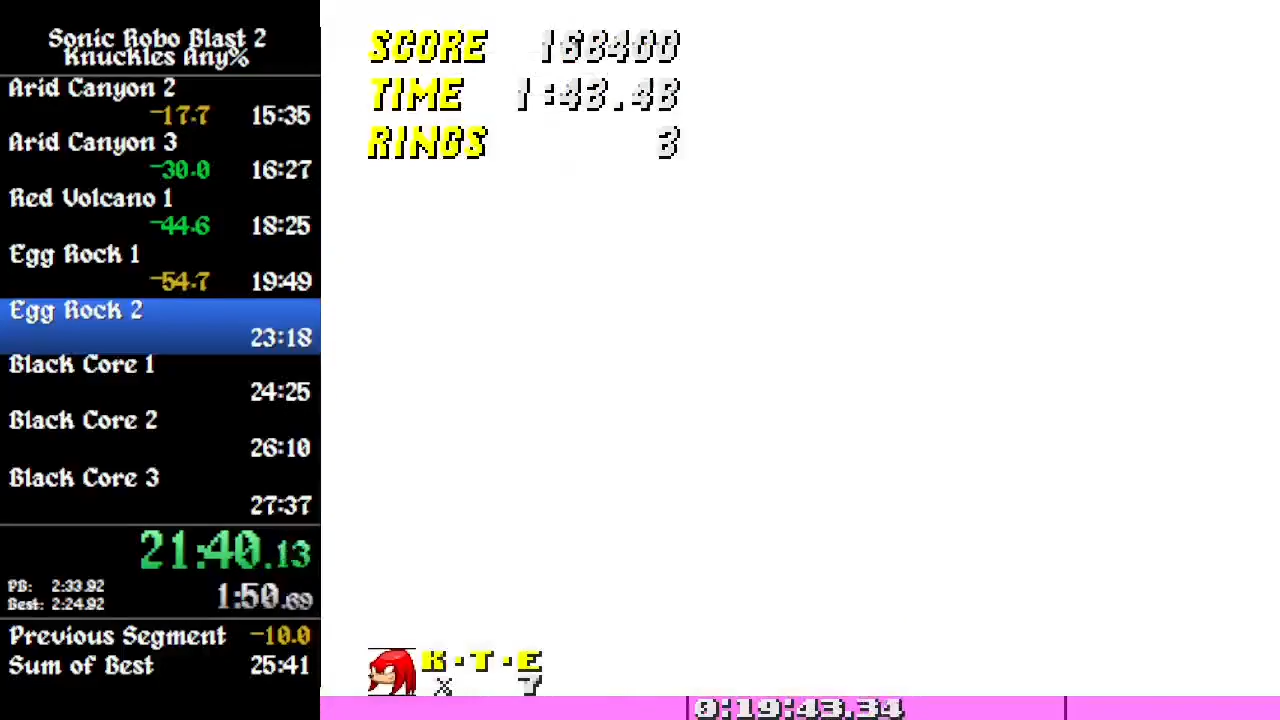 Sonic Robo Blast 2
Knuckles Any%
Arid Canyon 2
-17.7 15:35
Arid Canyon 3
-30.0 16:27
Red Volcano 1
-44.6 18:25
Egg Rock 1
-54.7 19:49
Egg Rock 2
23:18
Black Core 1
24:25
Black Core 2
26:10
Black Core 3
27:37
21:40.13
PB: 2:33.92
Best: 2:24.92
1:50.69
Previous Segment -10.0
Sum of Best 25:41
SCORE 168400
TIME 1:43.43
RINGS 3
K.T.E
x 7
0:19:43.34